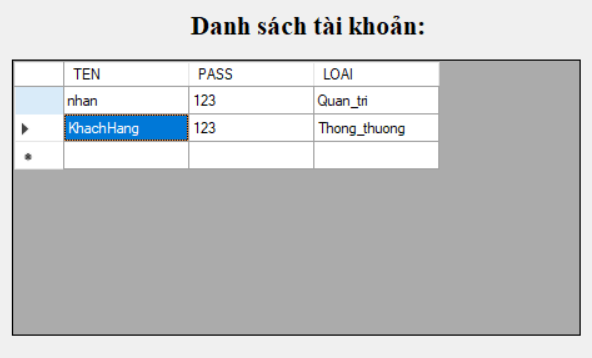 Danh sách tài khoản:
TEN PASS LOAI
nhan 123 Quan_tri
KhachHang 123 Thong_thuong